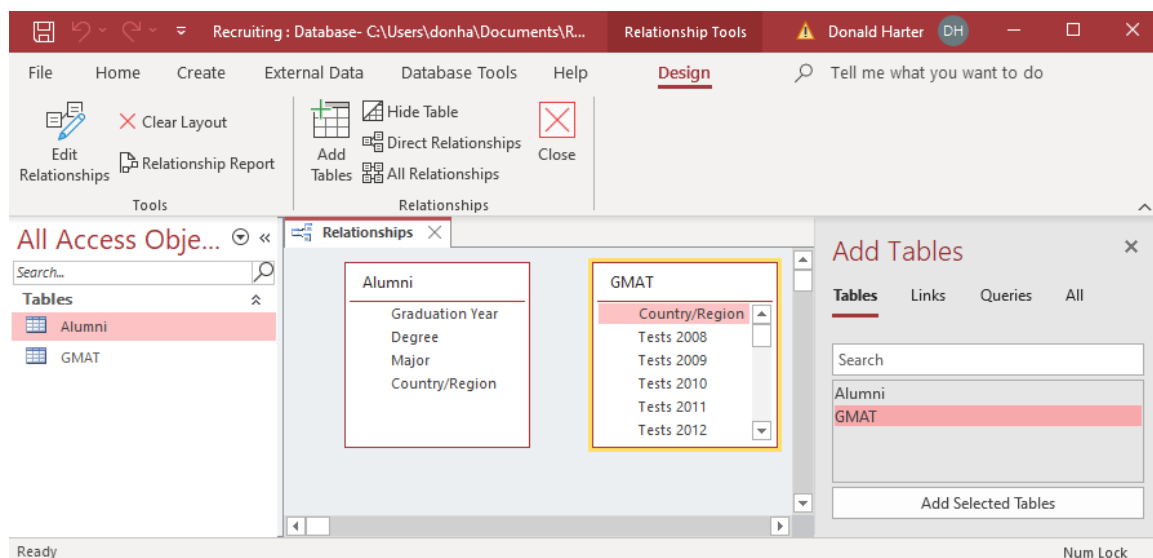 Recruiting : Database- C:\Users\donha\Documents\R... Relationship Tools Donald Harter DH
File Home Create External Data Database Tools Help Design Tell me what you want to do
Edit Relationships
Clear Layout
Relationship Report
Tools
Add Tables
Hide Table
Direct Relationships
All Relationships
Close
Relationships
All Access Obje...
Search...
Tables
Alumni
GMAT
Relationships
Alumni
Graduation Year
Degree
Major
Country/Region
GMAT
Country/Region
Tests 2008
Tests 2009
Tests 2010
Tests 2011
Tests 2012
Add Tables
Tables Links Queries All
Search
Alumni
GMAT
Add Selected Tables
Ready Num Lock